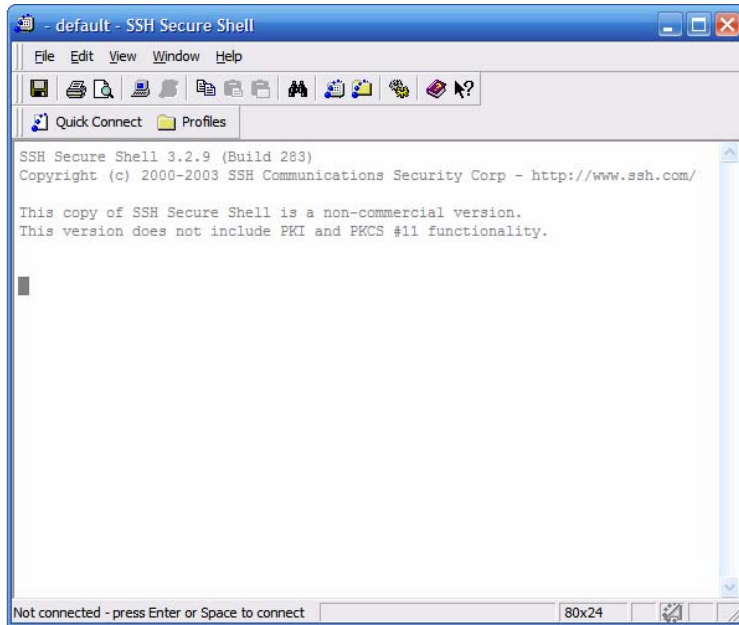 - default - SSH Secure Shell
File Edit View Window Help
Quick Connect Profiles
SSH Secure Shell 3.2.9 (Build 283)
Copyright (c) 2000-2003 SSH Communications Security Corp - http://www.ssh.com/
This copy of SSH Secure Shell is a non-commercial version.
This version does not include PKI and PKCS #11 functionality.
Not connected - press Enter or Space to connect 80x24